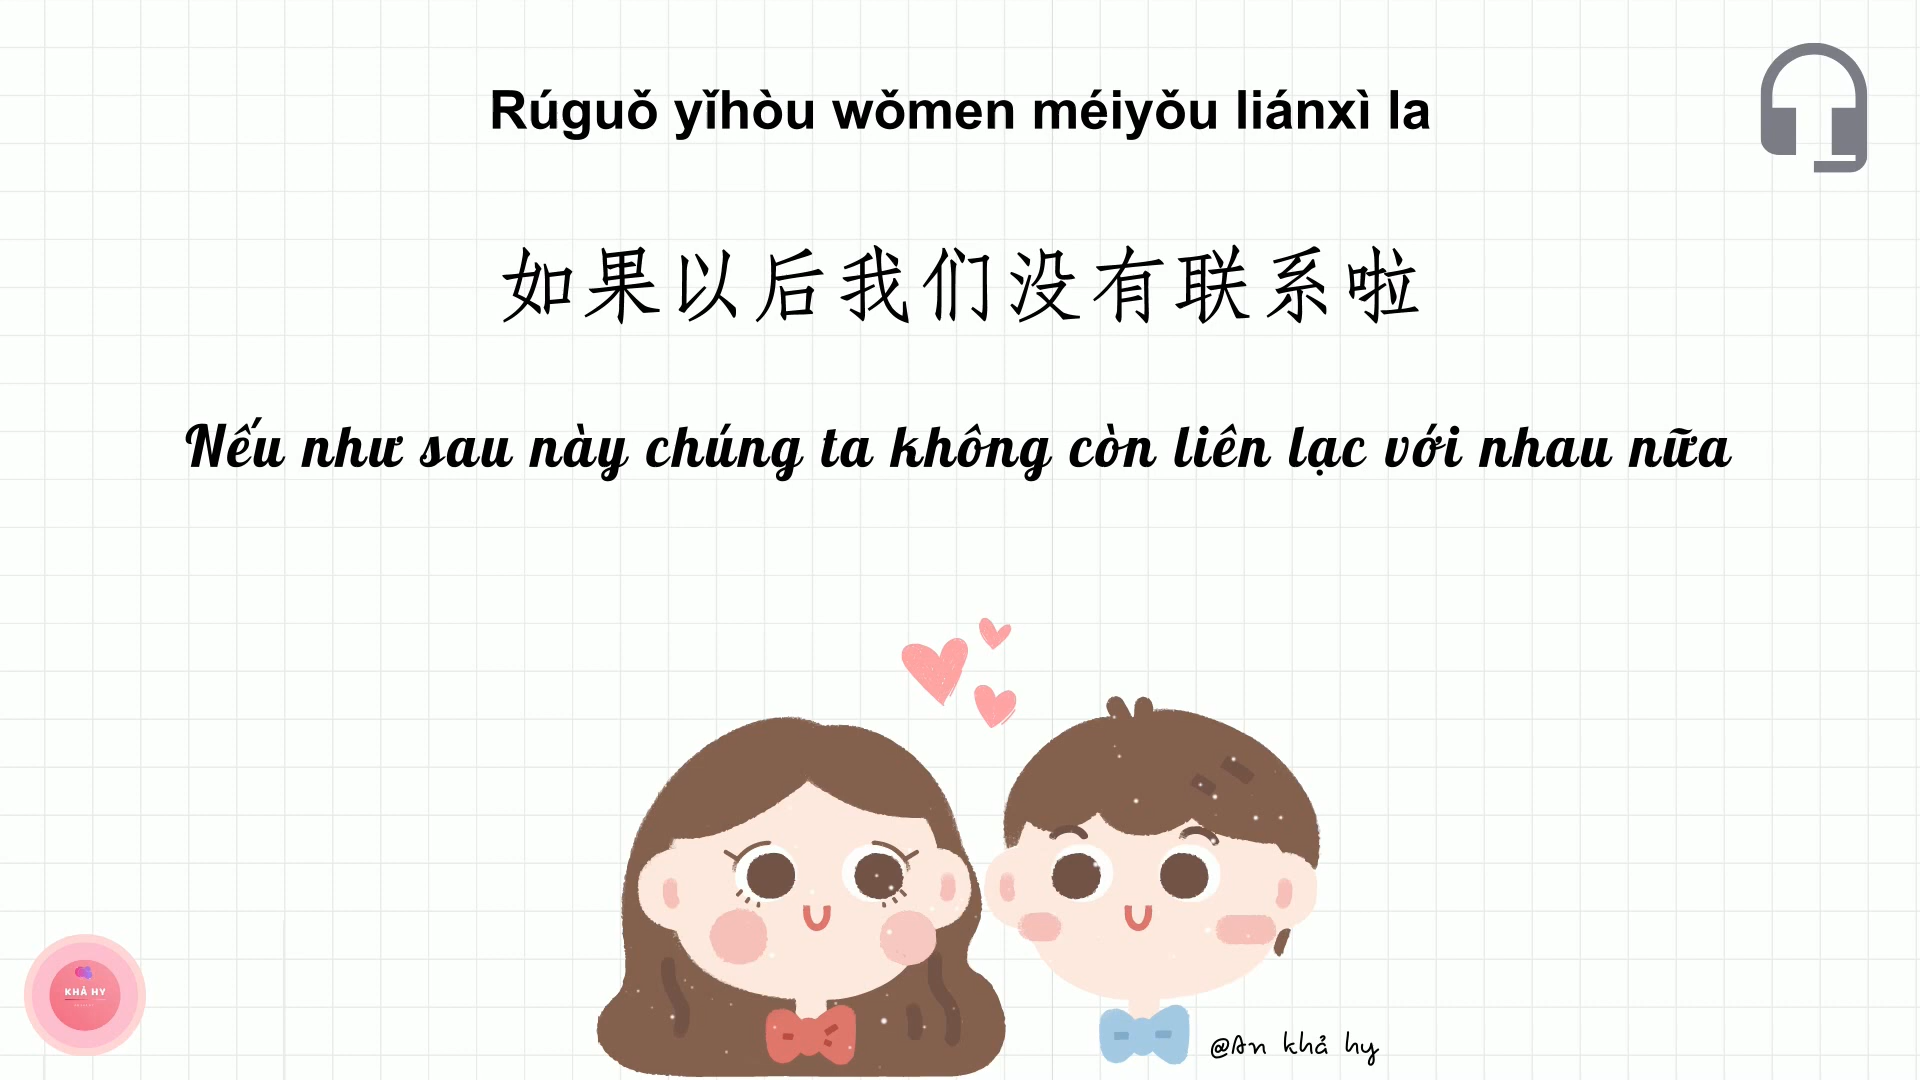 Rúguǒ yǐhòu wǒmen méiyǒu liánxì la
如果以后我们没有联系啦
Nếu như sau này chúng ta không còn liên lạc với nhau nữa
@An khả hy
KHẢ HY